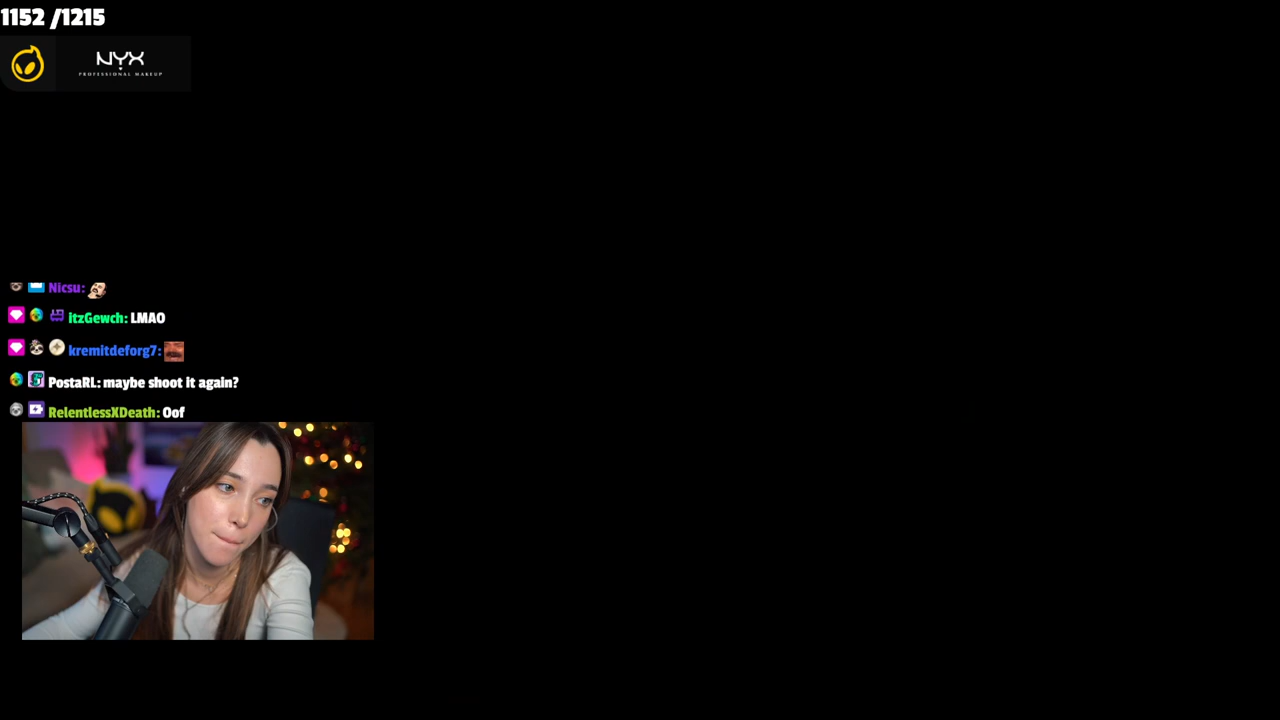 1152 /1215
NYX
PROFESSIONAL MAKEUP
Nicsu:
itzGewch: LMAO
kremitdeforg7:
PostaRL: maybe shoot it again?
RelentlessXDeath: Oof